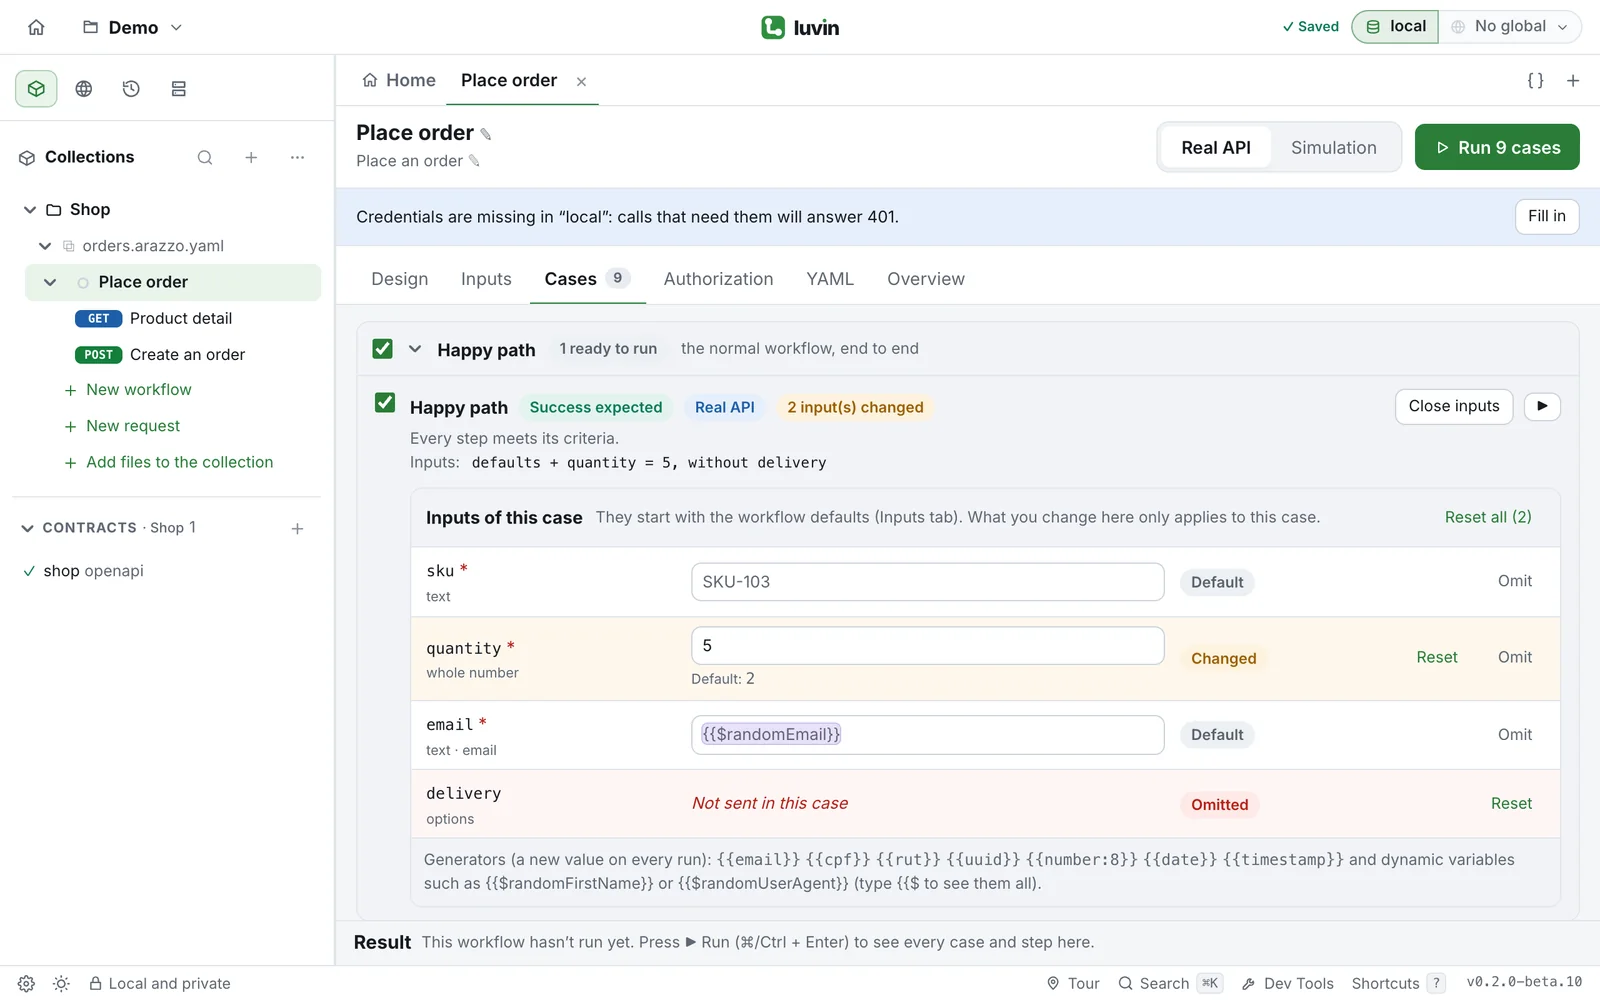 Demo
luvin
Saved
local
No global
Home
Place order
{ }
Collections
Place order
Place an order
Real API
Simulation
Run 9 cases
Shop
orders.arazzo.yaml
Place order
GET Product detail
POST Create an order
New workflow
New request
Add files to the collection
CONTRACTS · Shop 1
shop openapi
Credentials are missing in “local”: calls that need them will answer 401.
Fill in
Design
Inputs
Cases 9
Authorization
YAML
Overview
Happy path 1 ready to run the normal workflow, end to end
Happy path Success expected Real API 2 input(s) changed
Close inputs
Every step meets its criteria.
Inputs: defaults + quantity = 5, without delivery
Inputs of this case They start with the workflow defaults (Inputs tab). What you change here only applies to this case. Reset all (2)
sku * SKU-103 Default Omit
text
quantity * 5 Changed Reset Omit
whole number Default: 2
email * {{$randomEmail}} Default Omit
text · email
delivery Not sent in this case Omitted Reset
options
Generators (a new value on every run): {{email}} {{cpf}} {{rut}} {{uuid}} {{number:8}} {{date}} {{timestamp}} and dynamic variables
such as {{$randomFirstName}} or {{$randomUserAgent}} (type {{$ to see them all).
Result This workflow hasn’t run yet. Press ▶ Run (⌘/Ctrl + Enter) to see every case and step here.
Local and private
Tour
Search ⌘K
Dev Tools
Shortcuts ?
v0.2.0-beta.10